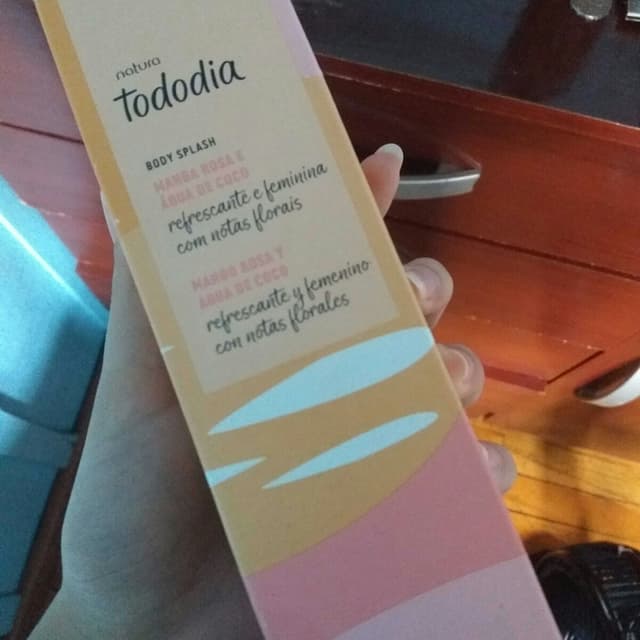 natura
tododia
BODY SPLASH
MANGA ROSA E
ÁGUA DE COCO
refrescante e feminina
com notas florais
MANGO ROSA Y
ÁGUA DE COCO
refrescante y femenino
con notas florales